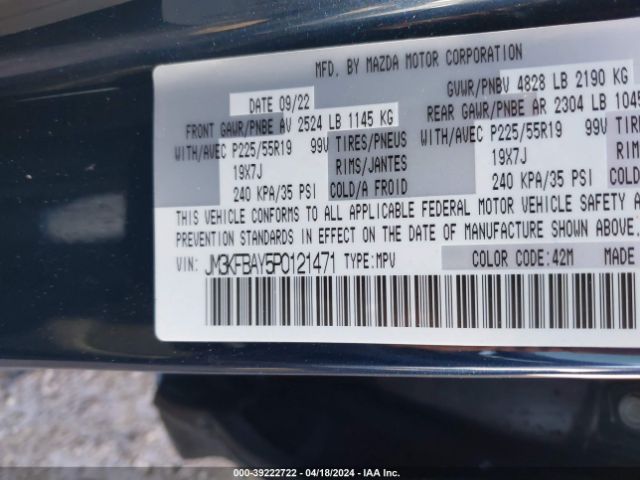 MFD. BY MAZDA MOTOR CORPORATION
DATE 09/22 GVWR/PNBV 4828 LB 2190 KG
FRONT GAWR/PNBE AV 2524 LB 1145 KG REAR GAWR/PNBE AR 2304 LB 1045
WITH/AVEC P225/55R19 99V TIRES/PNEUS WITH/AVEC P225/55R19 99V TIRES
19X7J RIMS/JANTES 19X7J RIMS
240 KPA/35 PSI COLD/A FROID 240 KPA/35 PSI COLD
THIS VEHICLE CONFORMS TO ALL APPLICABLE FEDERAL MOTOR VEHICLE SAFETY A
PREVENTION STANDARDS IN EFFECT ON THE DATE OF MANUFACTURE SHOWN ABOVE.
VIN: JM3KFBAY5P0121471 TYPE:MPV COLOR CODE:42M MADE
000-39222722 - 04/18/2024 - IAA Inc.